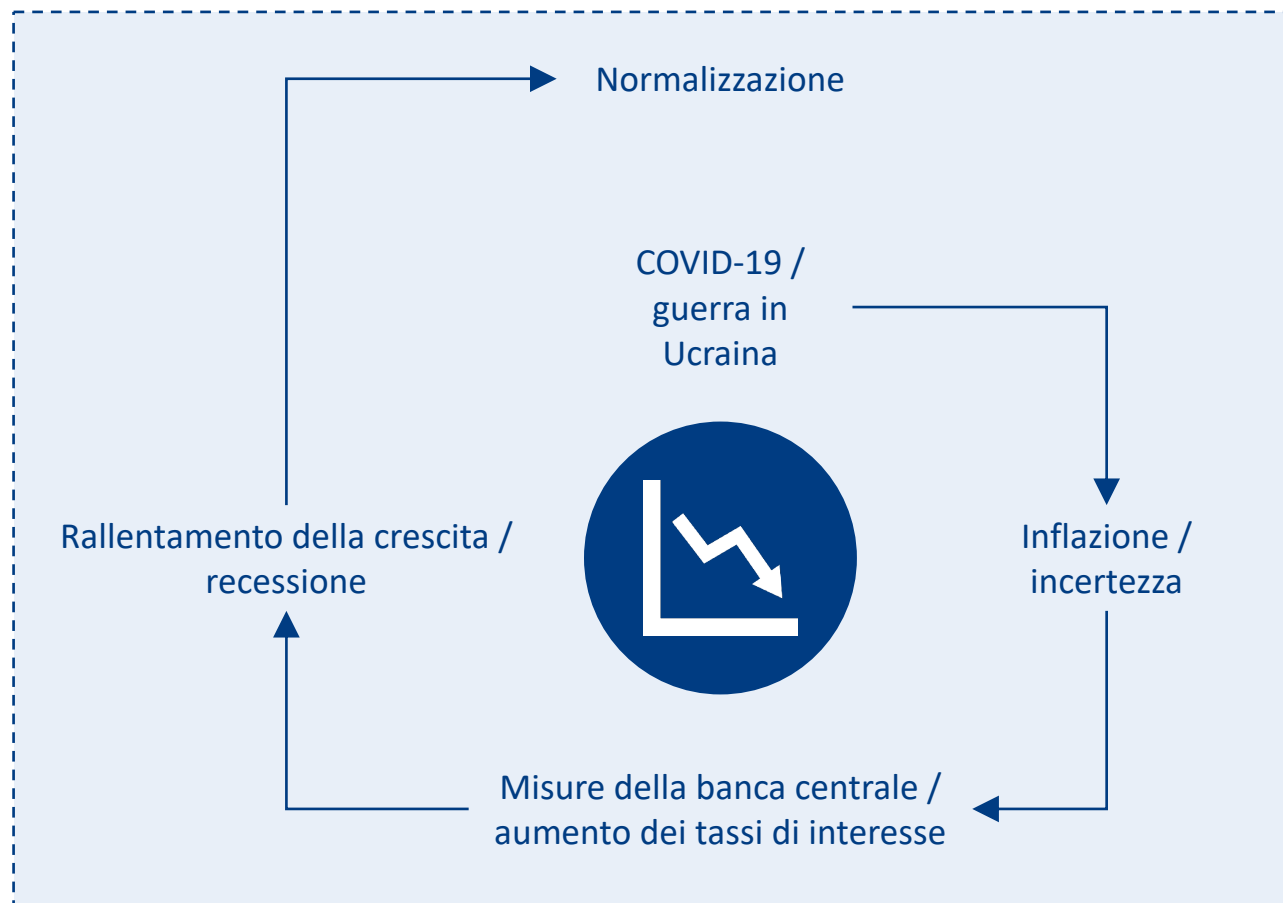 Normalizzazione
COVID-19 /
guerra in
Ucraina
Rallentamento della crescita /
recessione
Inflazione /
incertezza
Misure della banca centrale /
aumento dei tassi di interesse